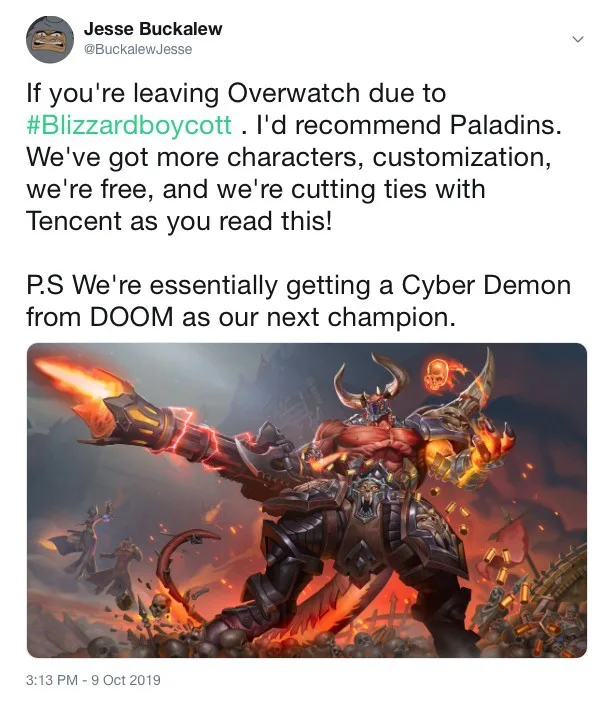 Jesse Buckalew
@BuckalewJesse
If you're leaving Overwatch due to
#Blizzardboycott . I'd recommend Paladins.
We've got more characters, customization,
we're free, and we're cutting ties with
Tencent as you read this!
P.S We're essentially getting a Cyber Demon
from DOOM as our next champion.
3:13 PM - 9 Oct 2019